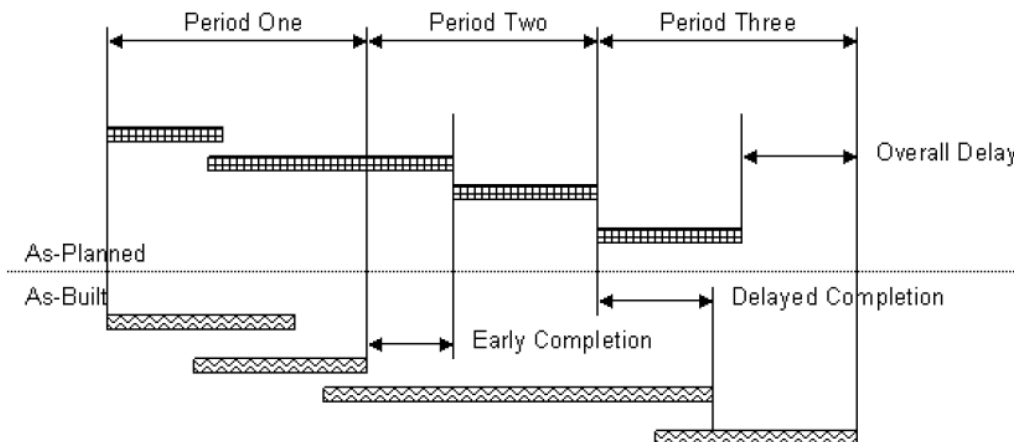 Period One
Period Two
Period Three
Overall Delay
As-Planned
As-Built
Delayed Completion
Early Completion